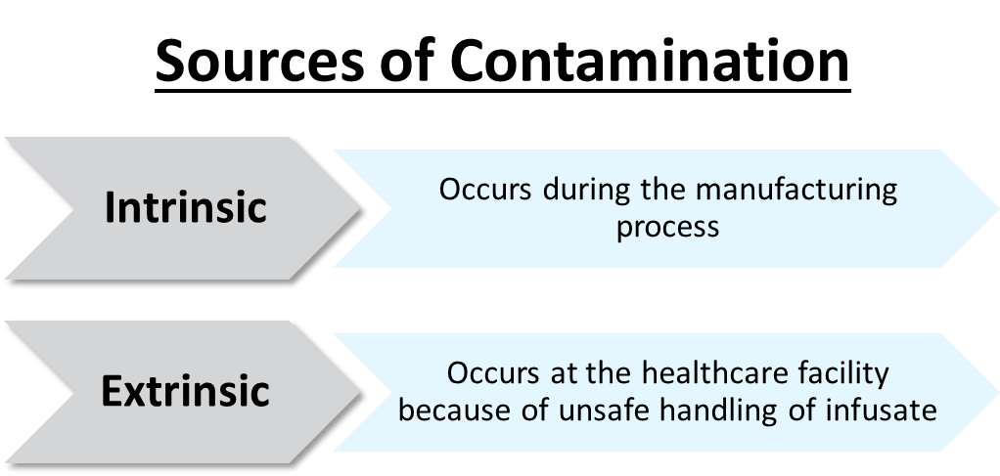 Sources of Contamination
Intrinsic
Occurs during the manufacturing
process
Extrinsic
Occurs at the healthcare facility
because of unsafe handling of infusate